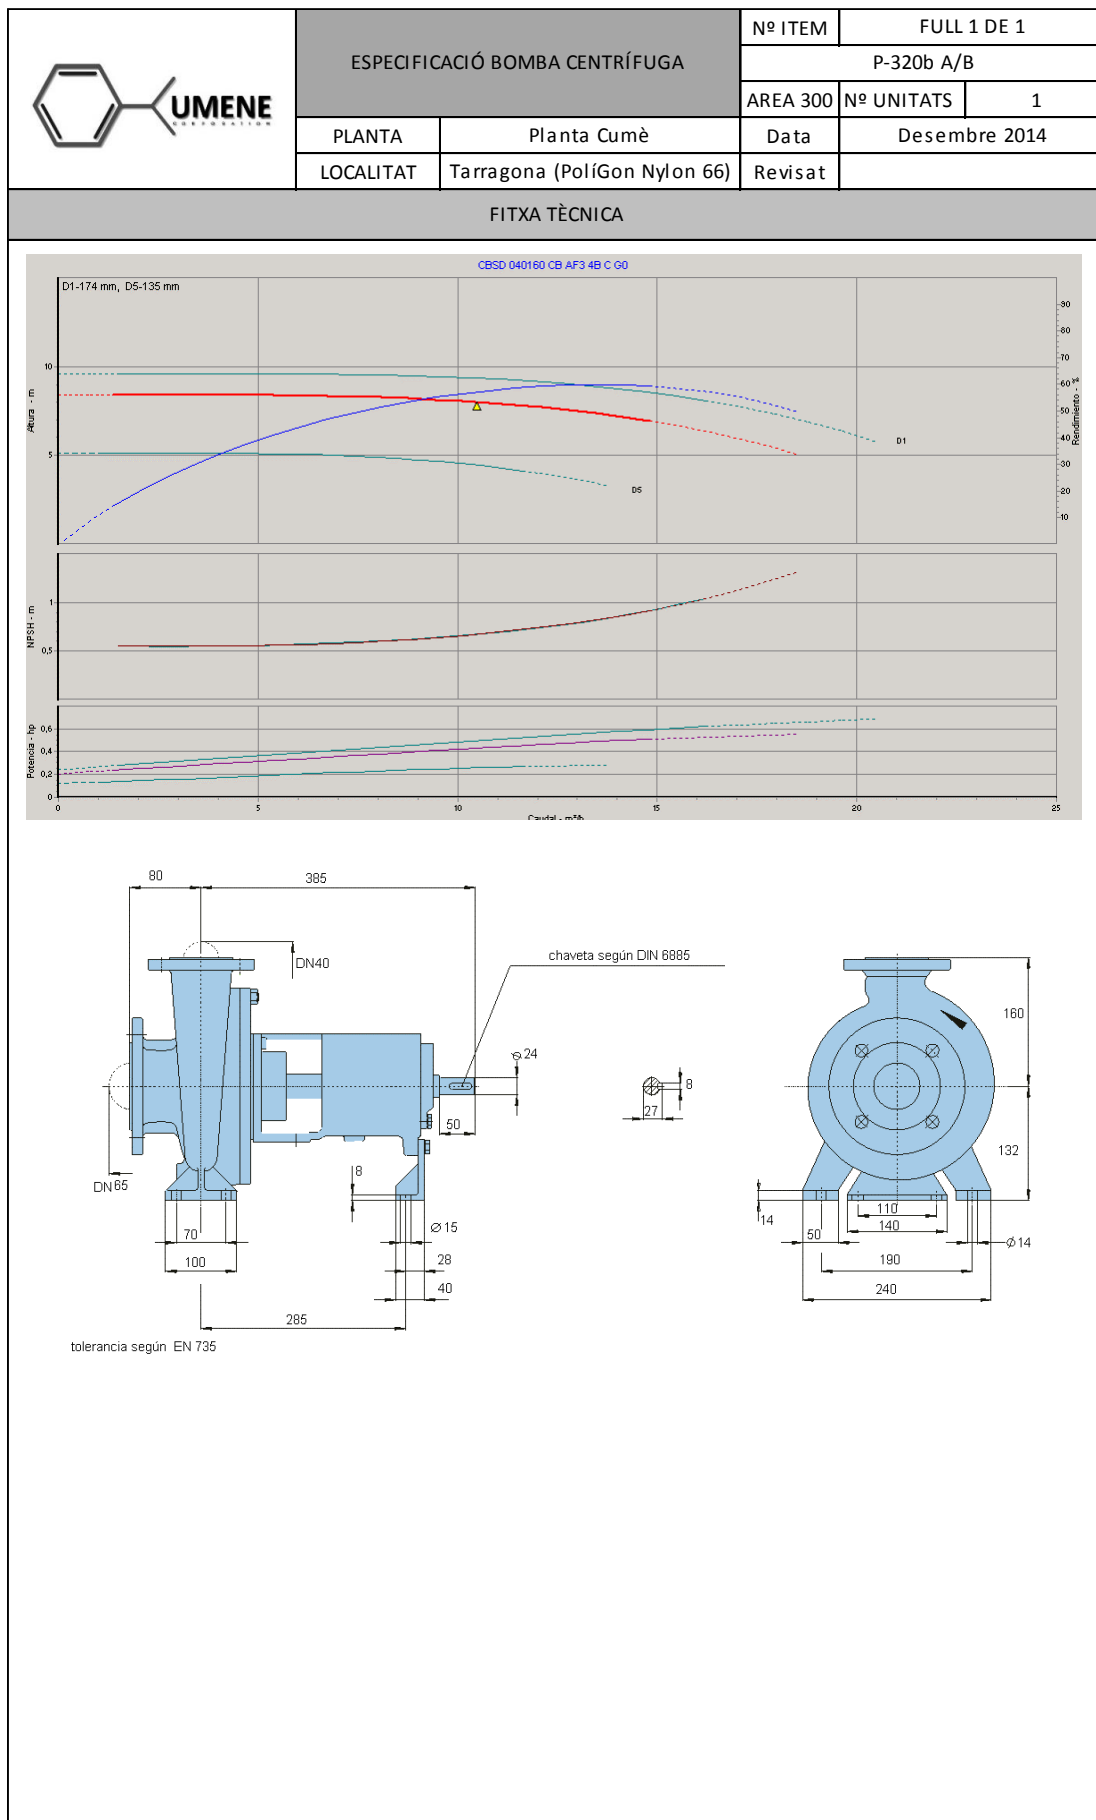 UMENE
CORPORATION
ESPECIFICACIÓ BOMBA CENTRÍFUGA
Nº ITEM
FULL 1 DE 1
P-320b A/B
AREA 300
Nº UNITATS
1
PLANTA
Planta Cumè
Data
Desembre 2014
LOCALITAT
Tarragona (PolíGon Nylon 66)
Revisat
FITXA TÈCNICA
CBSD 040160 CB AF3 4B C G0
D1-174 mm, D5-135 mm
Altura - m
10
5
90
80
70
60
50
40
30
20
10
Rendimiento - %
D1
D5
NPSH - m
1
0,5
Potencia - hp
0,6
0,4
0,2
0
0
5
10
15
20
25
Caudal - m³/h
80
385
DN40
chaveta según DIN 6885
160
⌀24
8
27
50
132
DN65
8
14
110
70
⌀15
50
140
⌀14
100
28
190
40
240
285
tolerancia según EN 735